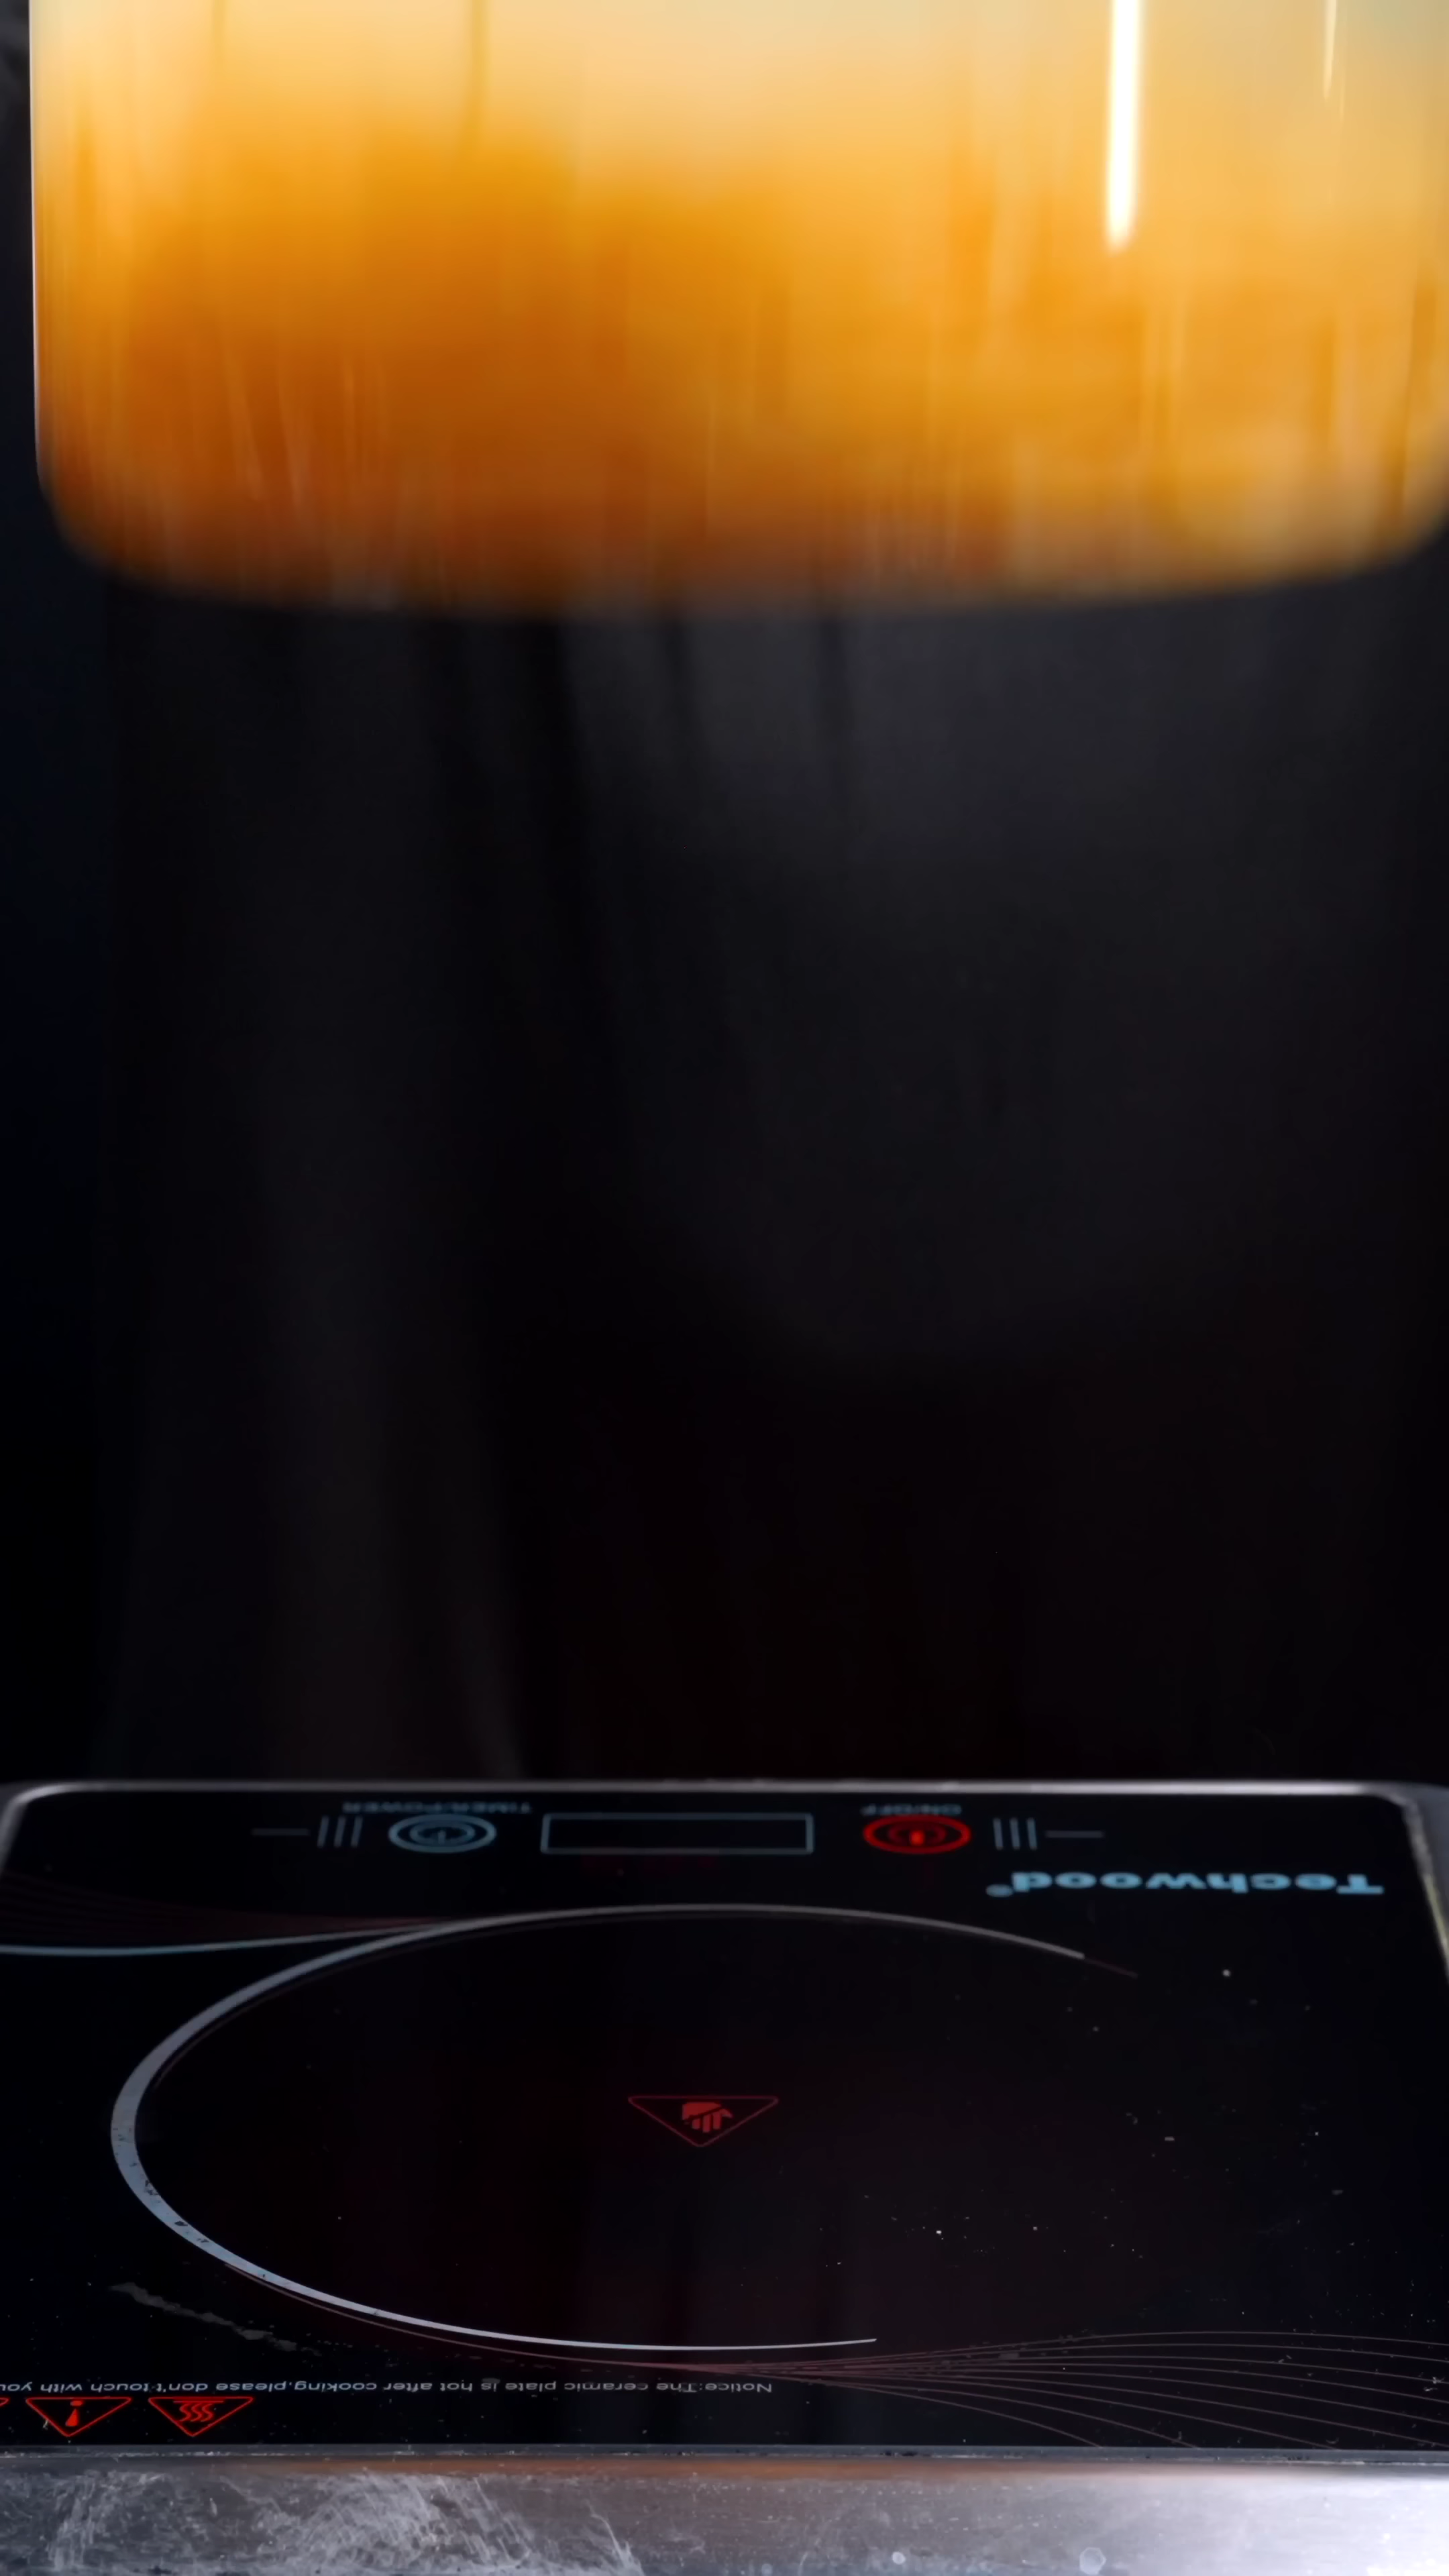 Notice:The ceramic plate is hot after cooking,please don't touch with you
Techwood®
ON/OFF TIMER/POWER